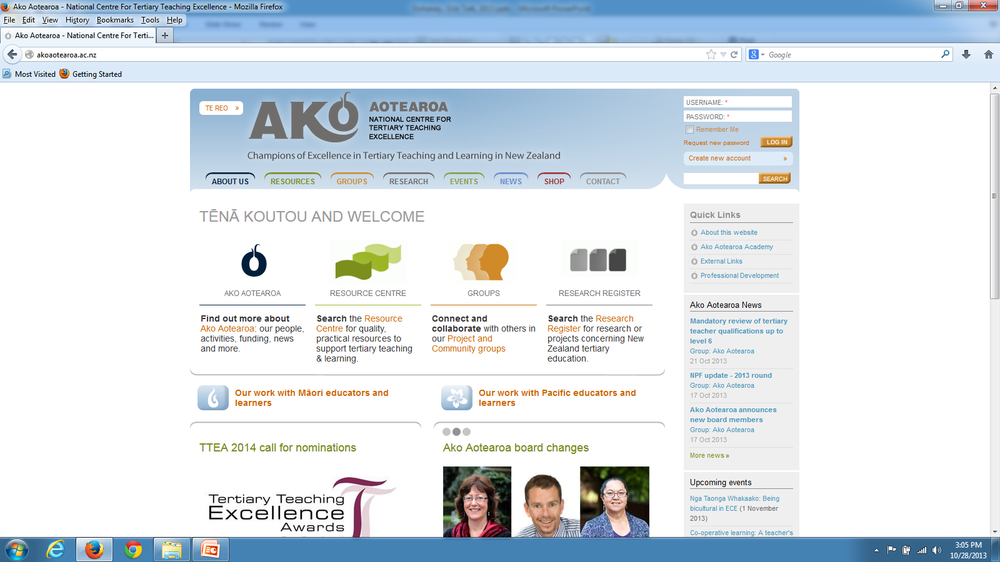 Ako Aotearoa - National Centre For Tertiary Teaching Excellence - Mozilla Firefox
File Edit View History Bookmarks Tools Help
Ako Aotearoa - National Centre For Terti...
akoaotearoa.ac.nz
Google
Most Visited Getting Started
TE REO »
AKO
AOTEAROA
NATIONAL CENTRE FOR
TERTIARY TEACHING
EXCELLENCE
Champions of Excellence in Tertiary Teaching and Learning in New Zealand
USERNAME: *
PASSWORD: *
Remember Me
Request new password
LOG IN
Create new account »
SEARCH
ABOUT US RESOURCES GROUPS RESEARCH EVENTS NEWS SHOP CONTACT
TĒNĀ KOUTOU AND WELCOME
AKO AOTEAROA
Find out more about
Ako Aotearoa: our people,
activities, funding, news
and more.
RESOURCE CENTRE
Search the Resource
Centre for quality,
practical resources to
support tertiary teaching
& learning.
GROUPS
Connect and
collaborate with others in
our Project and
Community groups
RESEARCH REGISTER
Search the Research
Register for research or
projects concerning New
Zealand tertiary
education.
Our work with Māori educators and
learners
Our work with Pacific educators and
learners
TTEA 2014 call for nominations
Tertiary Teaching
Excellence
Awards
Ako Aotearoa board changes
Quick Links
About this website
Ako Aotearoa Academy
External Links
Professional Development
Ako Aotearoa News
Mandatory review of tertiary
teacher qualifications up to
level 6
Group: Ako Aotearoa
21 Oct 2013
NPF update - 2013 round
Group: Ako Aotearoa
17 Oct 2013
Ako Aotearoa announces
new board members
Group: Ako Aotearoa
17 Oct 2013
More news »
Upcoming events
Nga Taonga Whakaako: Being
bicultural in ECE (1 November
2013)
Co-operative learning: A teacher's
3:05 PM
10/28/2013